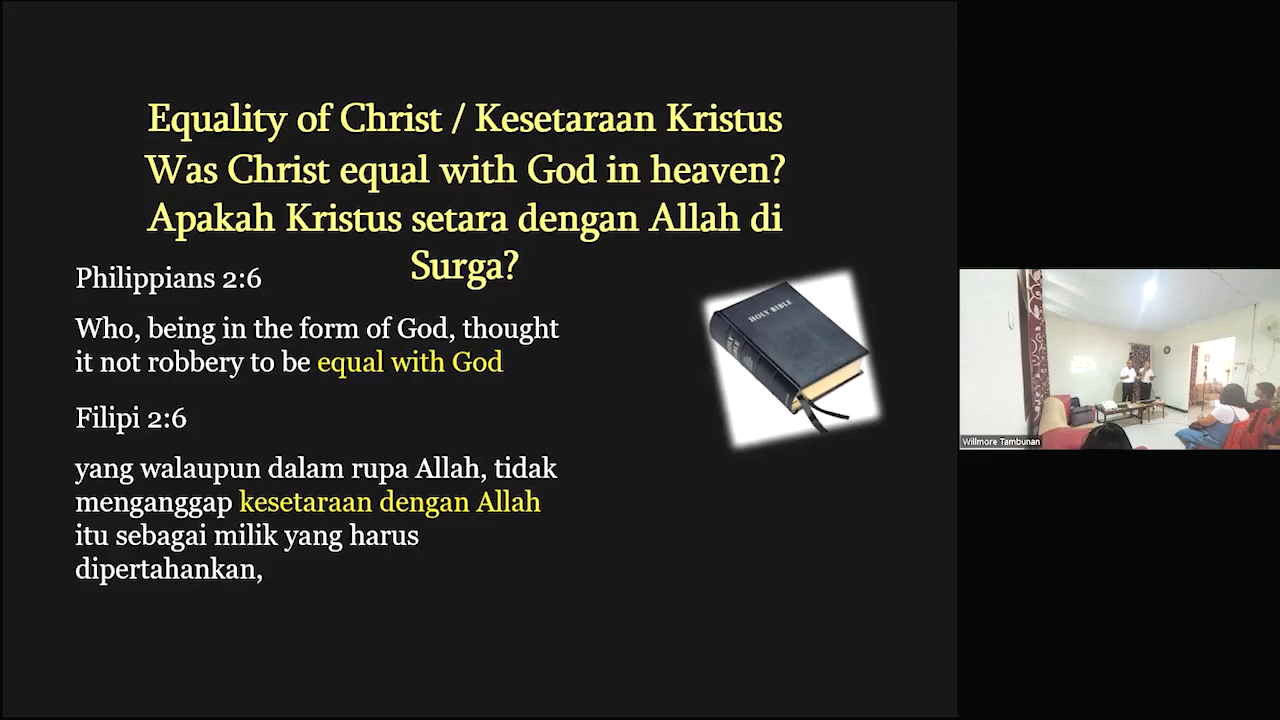 Equality of Christ / Kesetaraan Kristus
Was Christ equal with God in heaven?
Apakah Kristus setara dengan Allah di
Surga?
Philippians 2:6
Who, being in the form of God, thought
it not robbery to be equal with God
Filipi 2:6
yang walaupun dalam rupa Allah, tidak
menganggap kesetaraan dengan Allah
itu sebagai milik yang harus
dipertahankan,
HOLY BIBLE
Willmore Tambunan